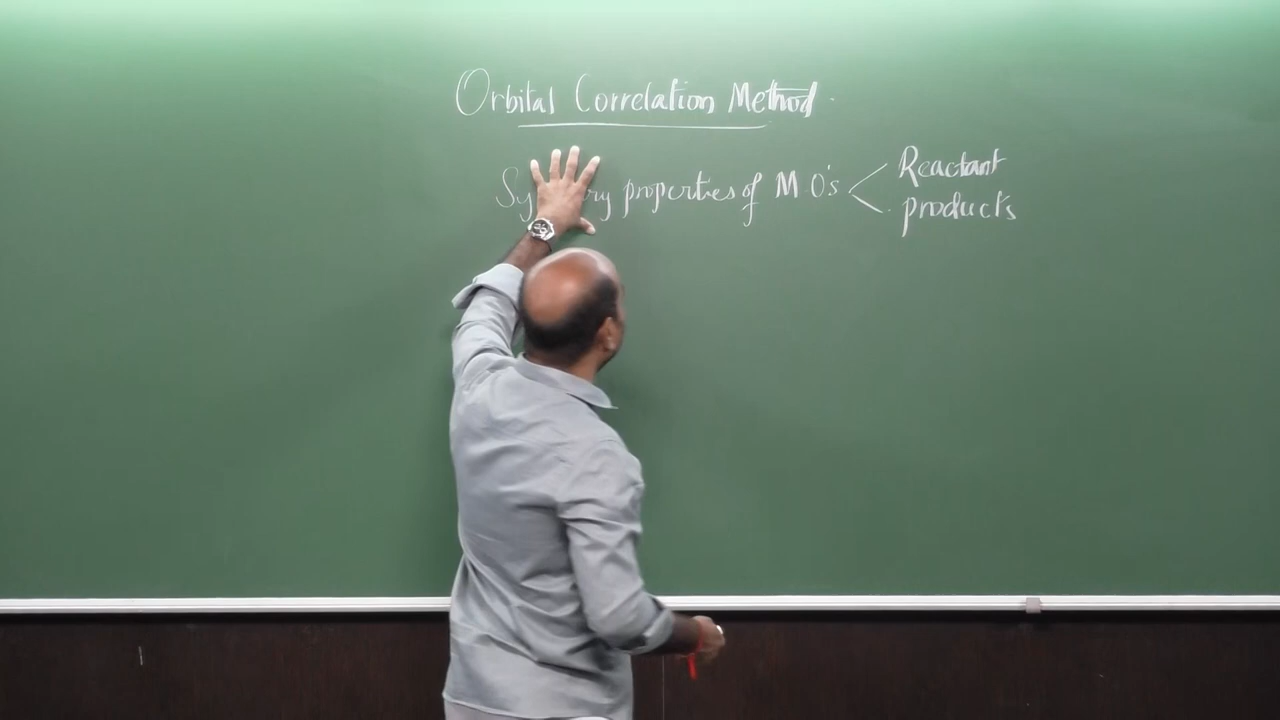 Orbital Correlation Method.
properties of M O's < Reactant
products